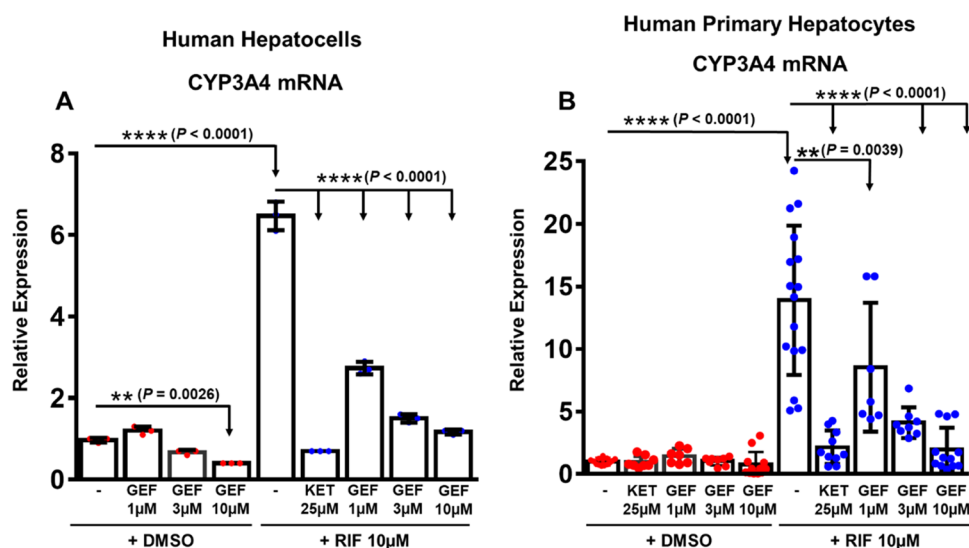 Human Hepatocells
CYP3A4 mRNA
A
**** (P < 0.0001)
**** (P < 0.0001)
** (P = 0.0026)
Relative Expression
8
6
4
2
0
- GEF GEF GEF - KET GEF GEF GEF
1µM 3µM 10µM 25µM 1µM 3µM 10µM
+ DMSO + RIF 10µM
Human Primary Hepatocytes
CYP3A4 mRNA
B
**** (P < 0.0001)
**** (P < 0.0001)
** (P = 0.0039)
Relative Expression
25
20
15
10
5
0
- KET GEF GEF GEF - KET GEF GEF GEF
25µM 1µM 3µM 10µM 25µM 1µM 3µM 10µM
+ DMSO + RIF 10µM